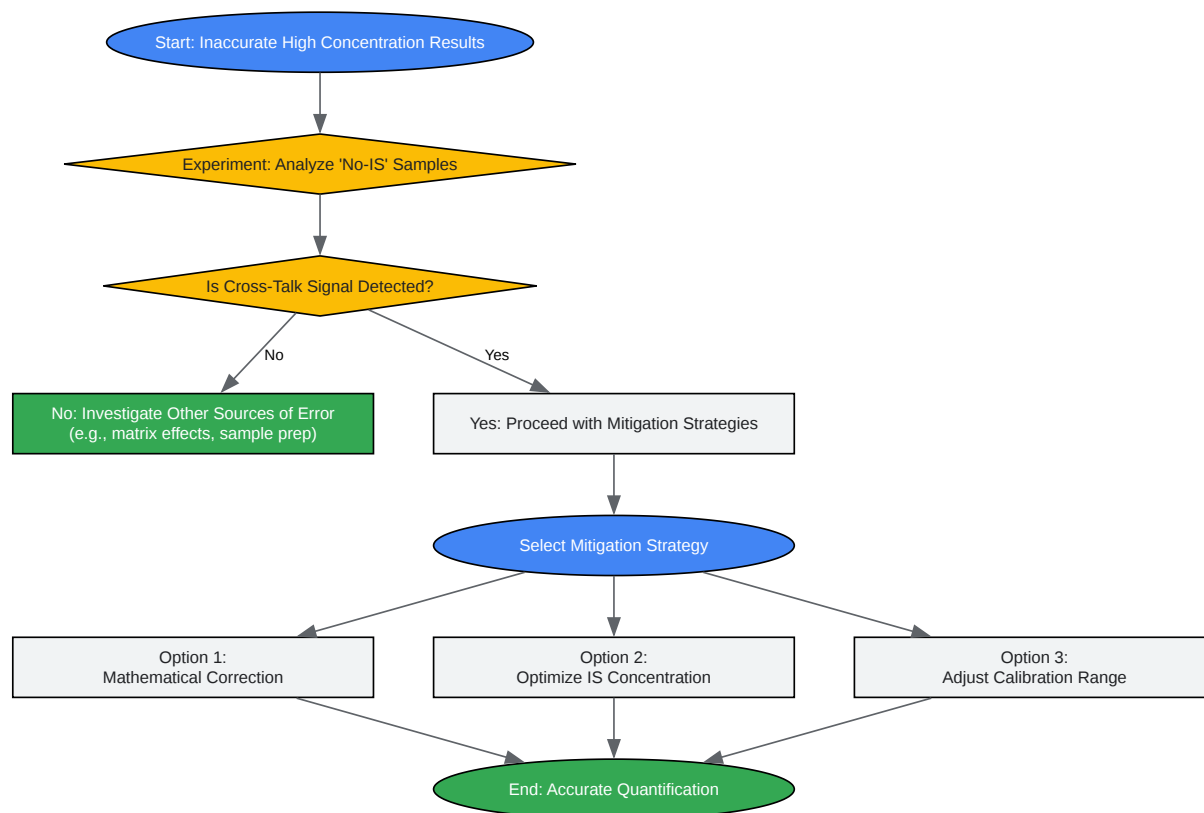 Start: Inaccurate High Concentration Results
Experiment: Analyze 'No-IS' Samples
Is Cross-Talk Signal Detected?
No
Yes
No: Investigate Other Sources of Error
(e.g., matrix effects, sample prep)
Yes: Proceed with Mitigation Strategies
Select Mitigation Strategy
Option 1:
Mathematical Correction
Option 2:
Optimize IS Concentration
Option 3:
Adjust Calibration Range
End: Accurate Quantification